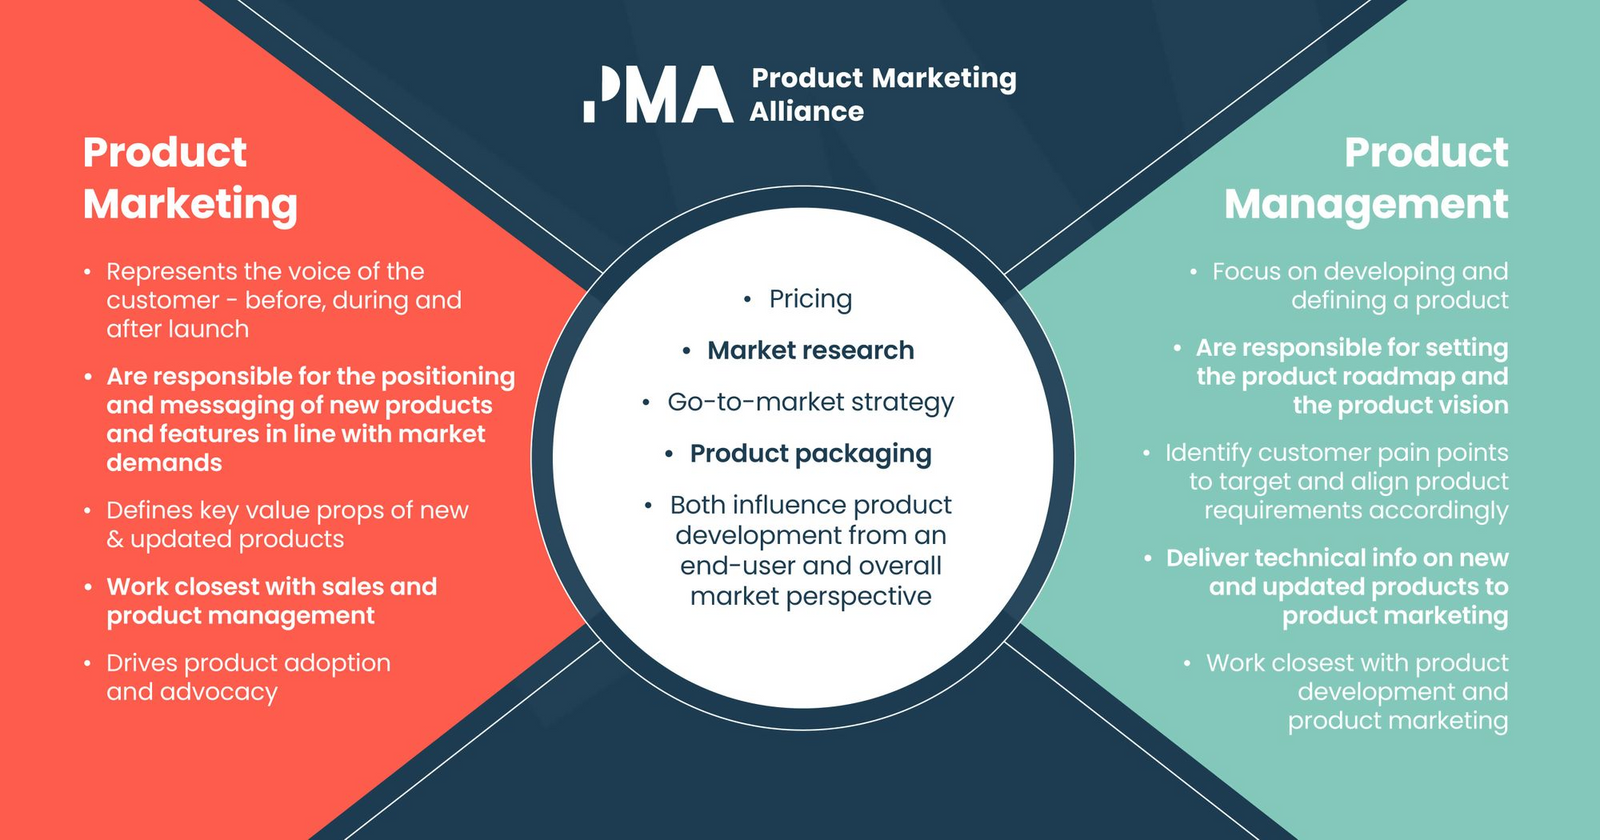 PMA Product Marketing
Alliance
Product
Marketing
• Represents the voice of the
customer - before, during and
after launch
• Are responsible for the positioning
and messaging of new products
and features in line with market
demands
• Defines key value props of new
& updated products
• Work closest with sales and
product management
• Drives product adoption
and advocacy
• Pricing
• Market research
• Go-to-market strategy
• Product packaging
• Both influence product
development from an
end-user and overall
market perspective
Product
Management
• Focus on developing and
defining a product
• Are responsible for setting
the product roadmap and
the product vision
• Identify customer pain points
to target and align product
requirements accordingly
• Deliver technical info on new
and updated products to
product marketing
• Work closest with product
development and
product marketing